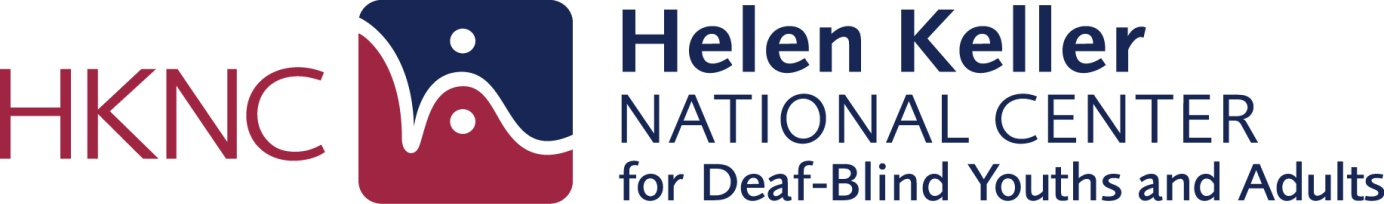 HKNC
Helen Keller
NATIONAL CENTER
for Deaf-Blind Youths and Adults